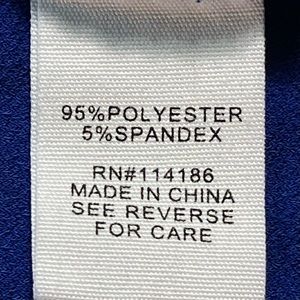 95%POLYESTER
5%SPANDEX
RN#114186
MADE IN CHINA
SEE REVERSE
FOR CARE